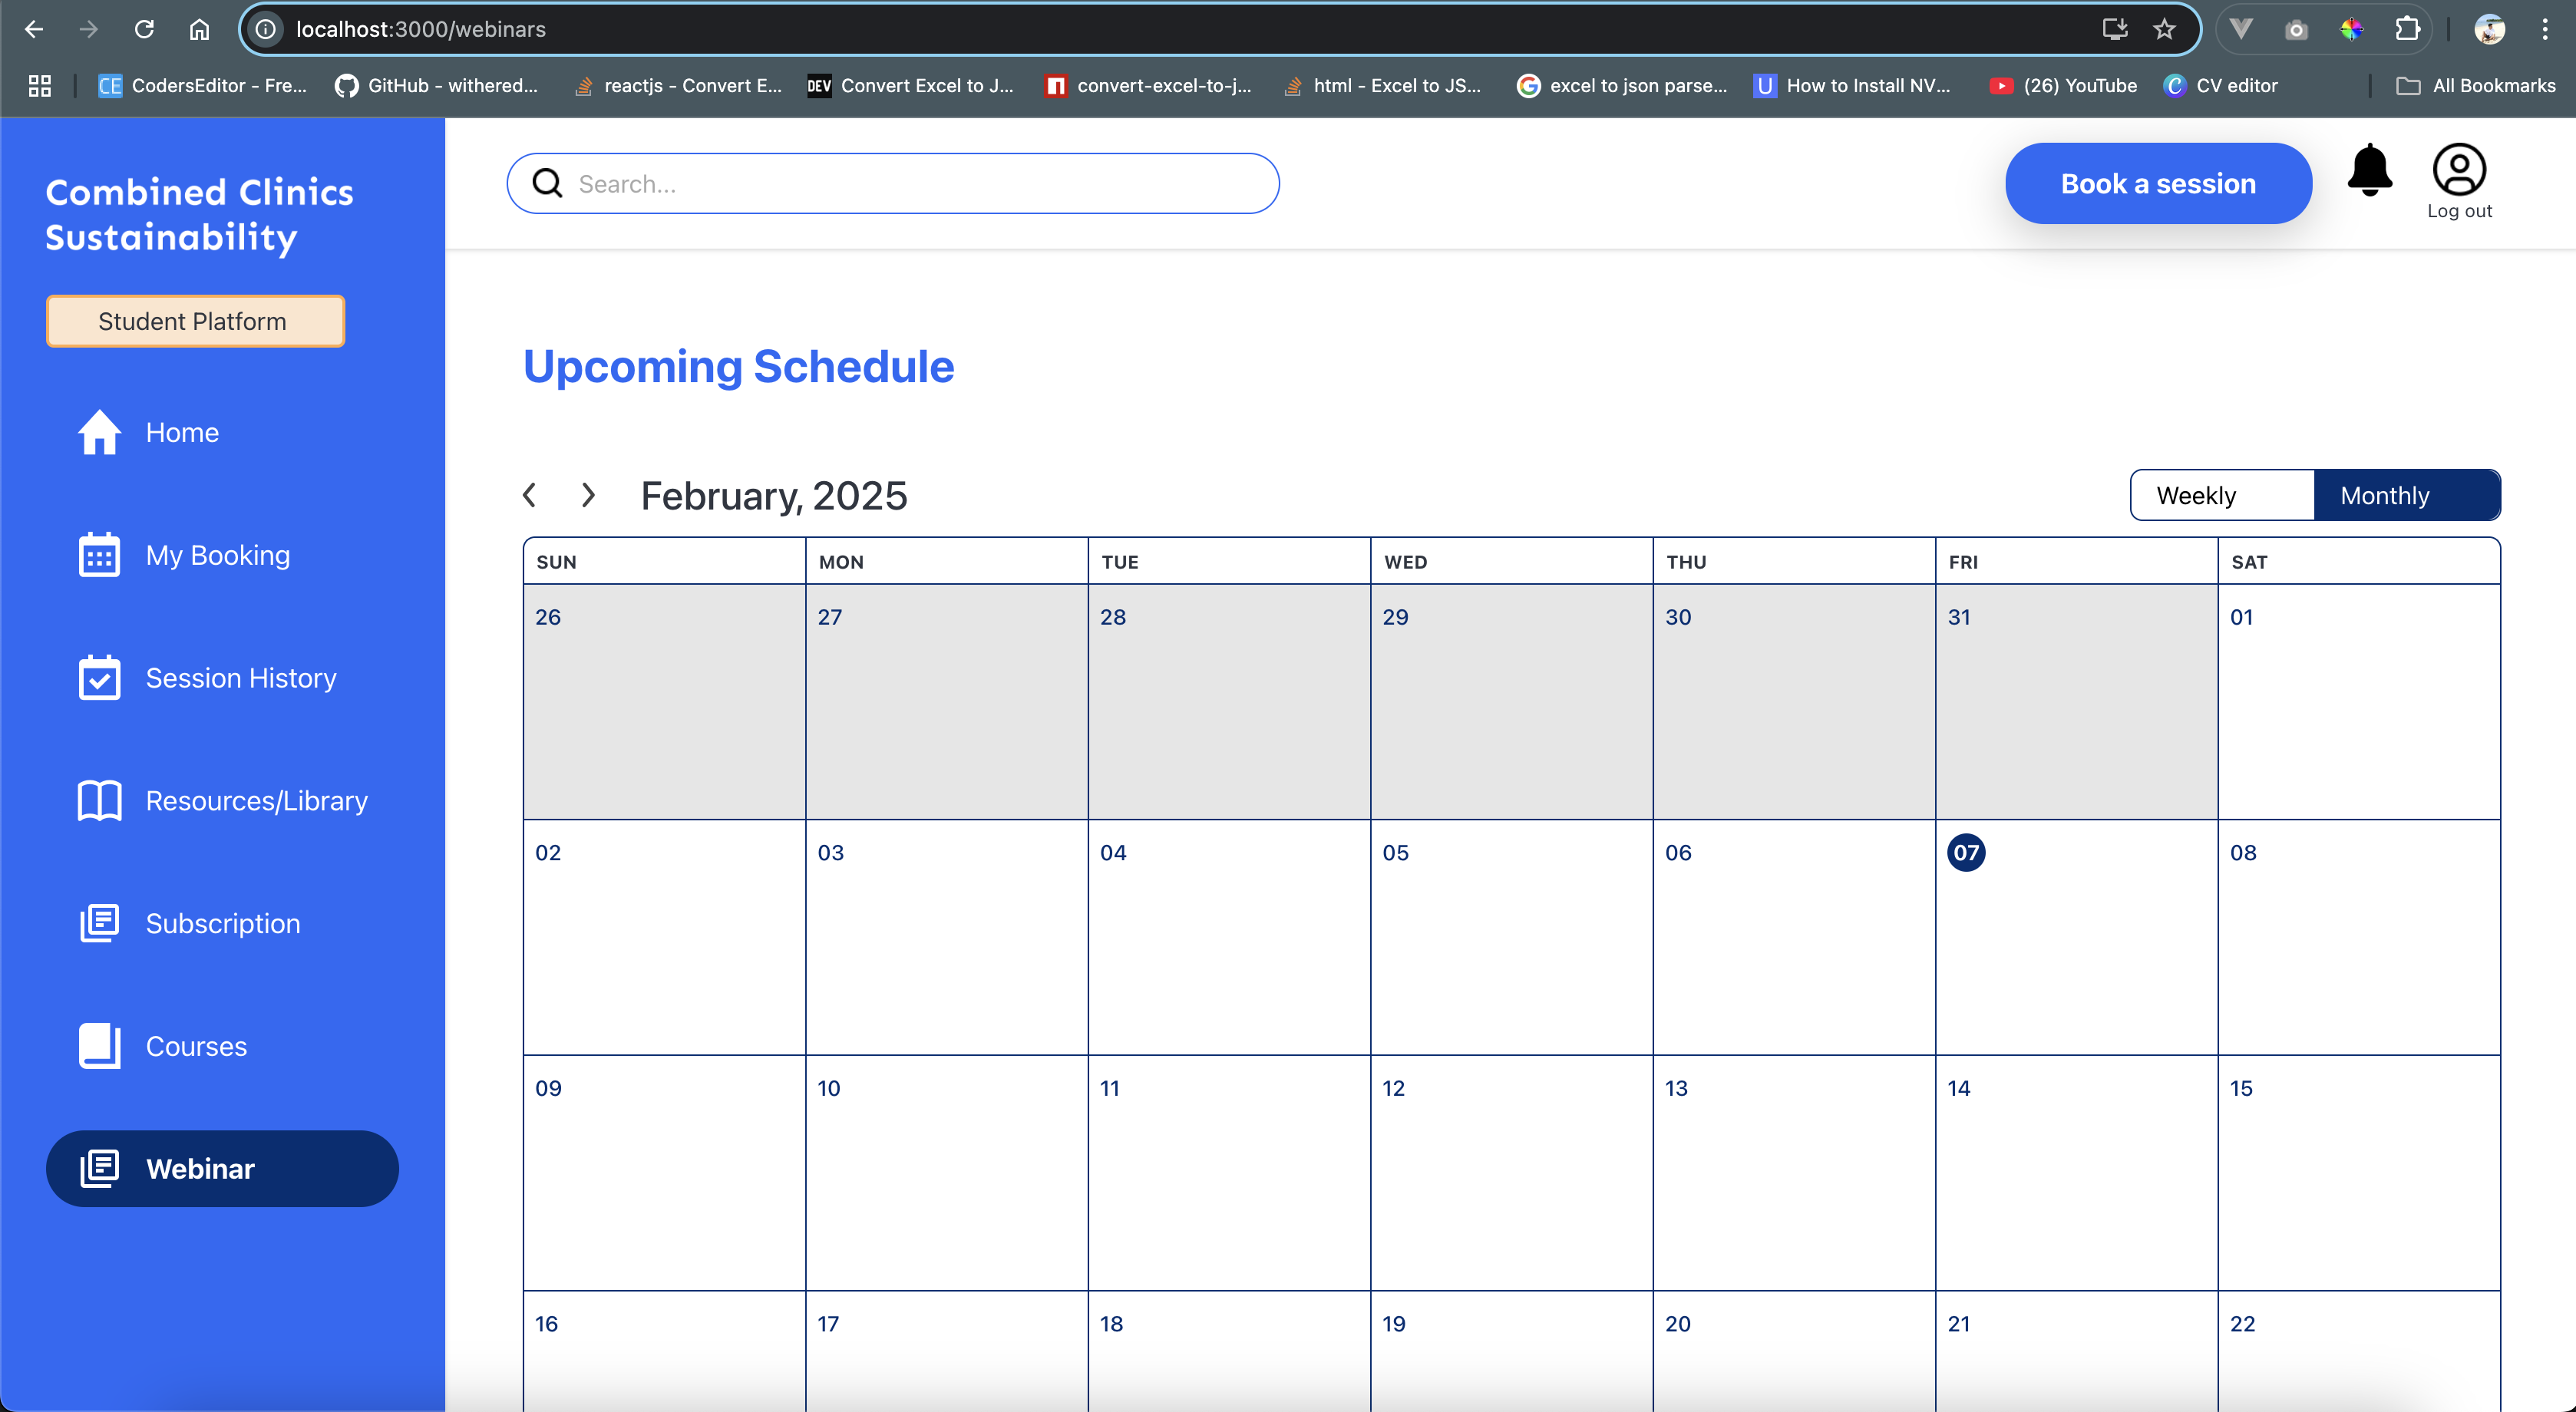 localhost:3000/webinars
CodersEditor - Fre...
GitHub - withered...
reactjs - Convert E...
DEV
Convert Excel to J...
convert-excel-to-j...
html - Excel to JS...
excel to json parse...
How to Install NV...
(26) YouTube
CV editor
All Bookmarks
Combined Clinics
Sustainability
Student Platform
Home
My Booking
Session History
Resources/Library
Subscription
Courses
Webinar
Search...
Book a session
Log out
Upcoming Schedule
February, 2025
Weekly
Monthly
SUN MON TUE WED THU FRI SAT
26 27 28 29 30 31 01
02 03 04 05 06 07 08
09 10 11 12 13 14 15
16 17 18 19 20 21 22